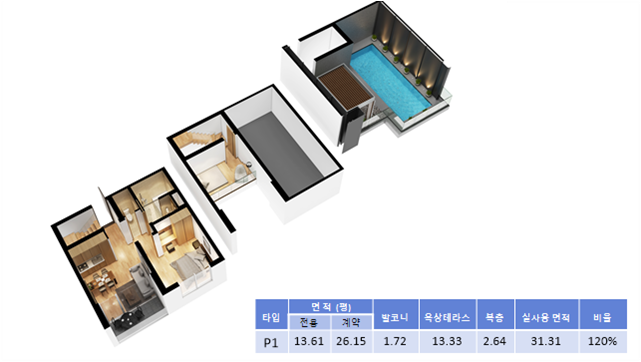 타입 면적 (평) 발코니 옥상테라스 복층 실사용 면적 비율
전용 계약
P1 13.61 26.15 1.72 13.33 2.64 31.31 120%